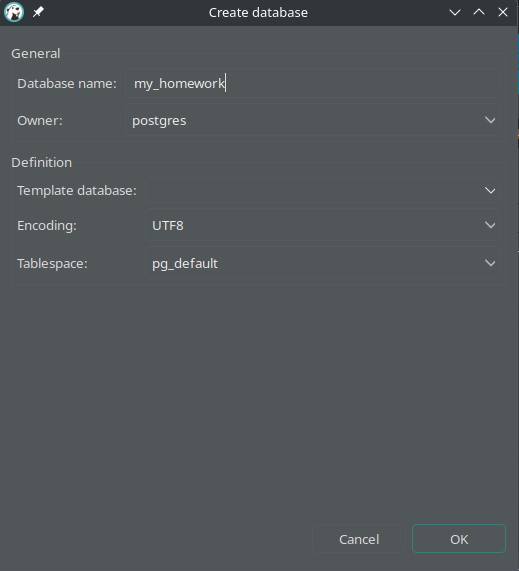 Create database
General
Database name: my_homework
Owner: postgres
Definition
Template database:
Encoding: UTF8
Tablespace: pg_default
Cancel OK